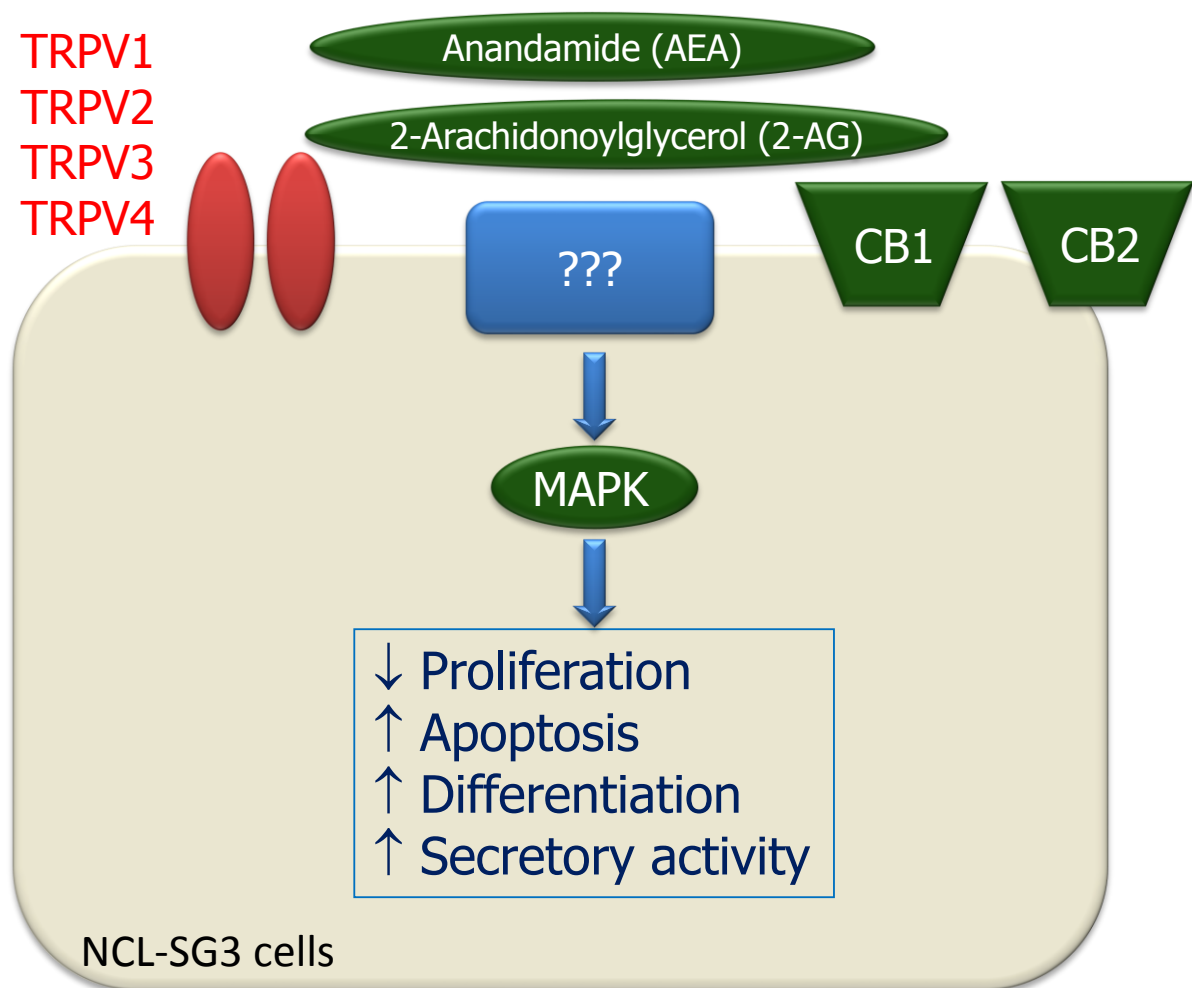 TRPV1
TRPV2
TRPV3
TRPV4
Anandamide (AEA)
2-Arachidonoylglycerol (2-AG)
???
CB1
CB2
MAPK
↓ Proliferation
↑ Apoptosis
↑ Differentiation
↑ Secretory activity
NCL-SG3 cells